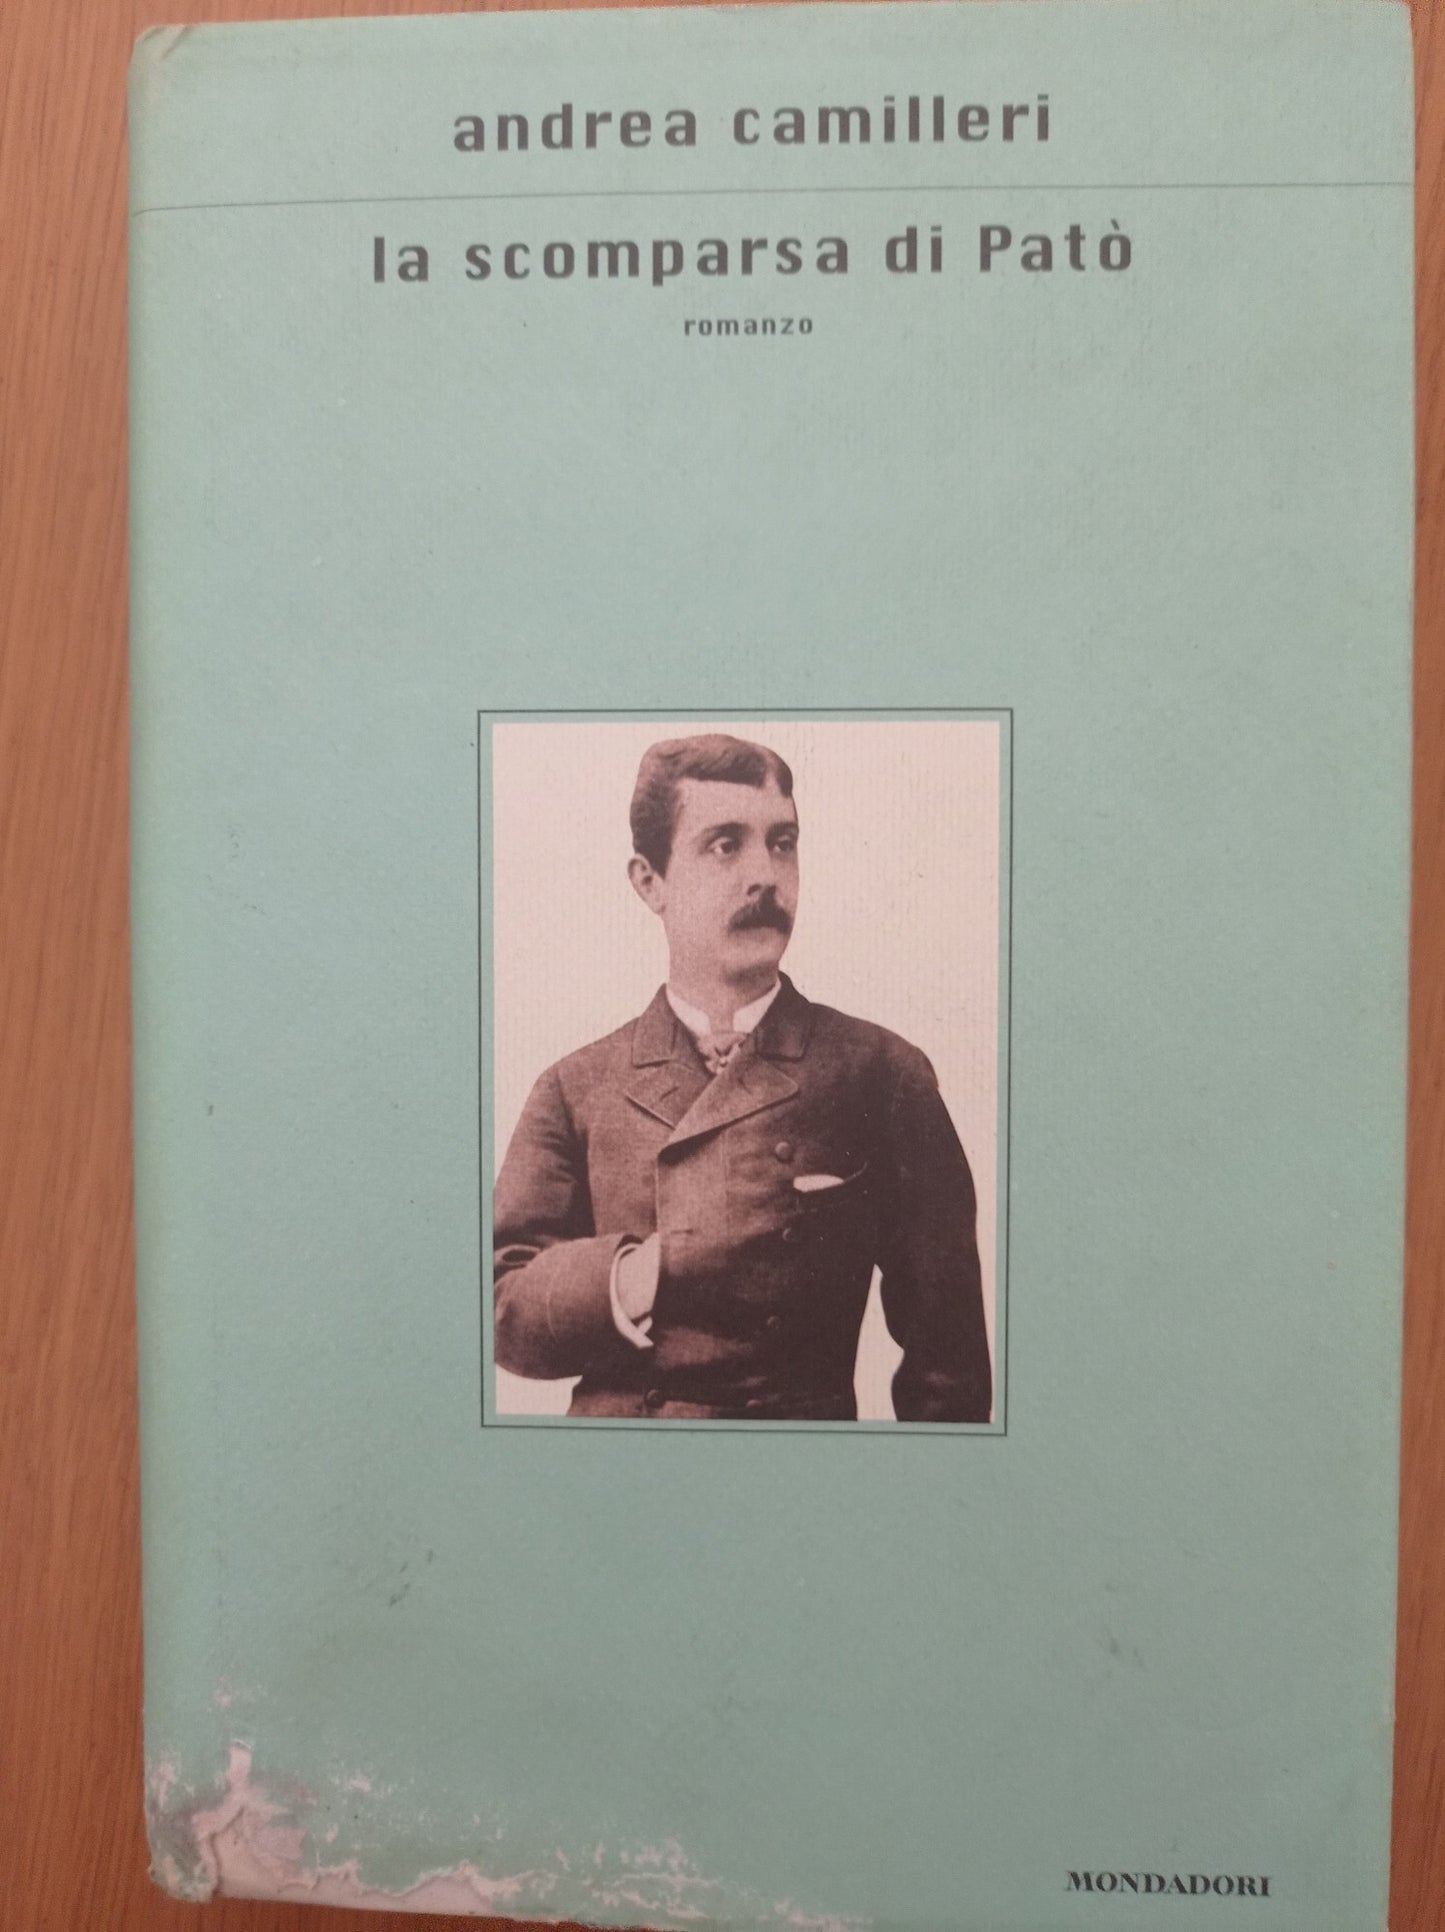 andrea camilleri
la scomparsa di Patò
romanzo
MONDADORI